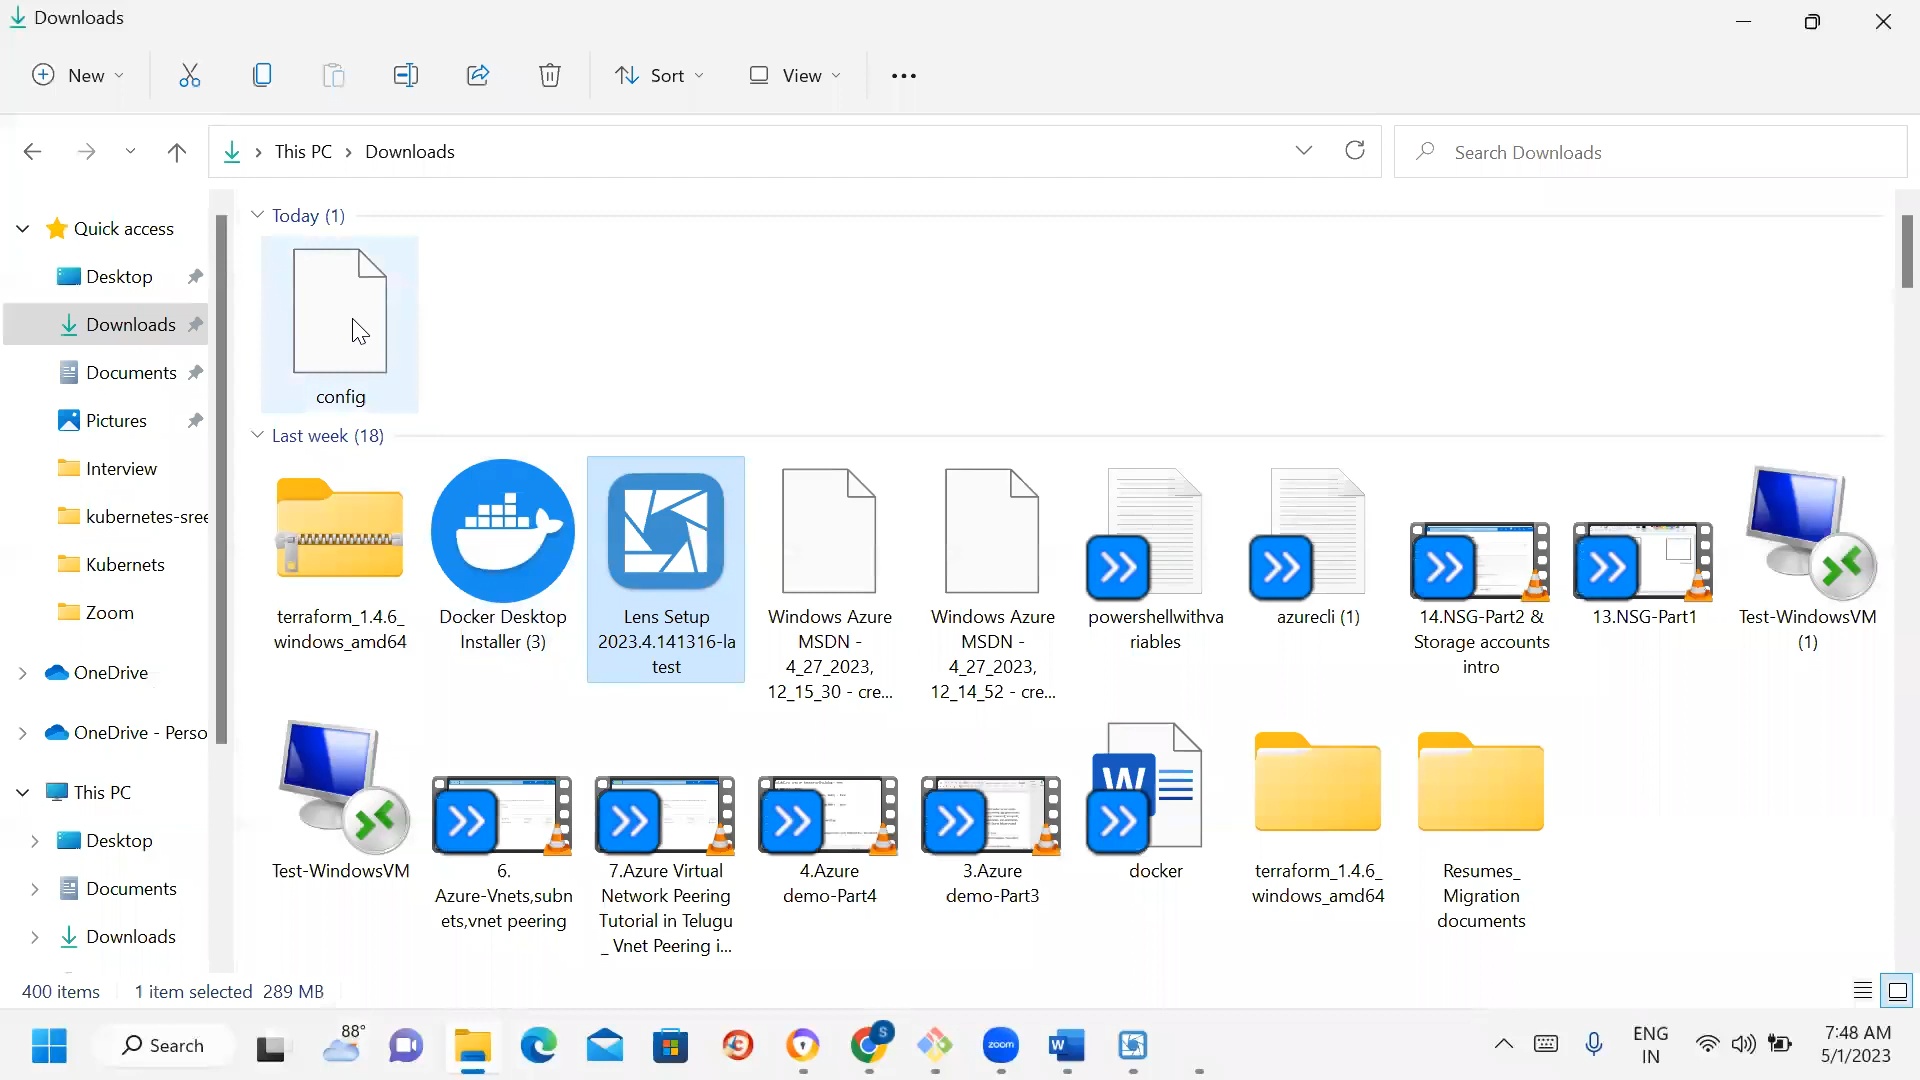 Downloads
New
Sort
View
This PC
Downloads
Search Downloads
Quick access
Desktop
Downloads
Documents
Pictures
Interview
kubernetes-sree
Kubernets
Zoom
OneDrive
OneDrive - Perso
This PC
Desktop
Documents
Downloads
Today (1)
config
Last week (18)
terraform_1.4.6_
windows_amd64
Docker Desktop
Installer (3)
Lens Setup
2023.4.141316-la
test
Windows Azure
MSDN -
4_27_2023,
12_15_30 - cre...
Windows Azure
MSDN -
4_27_2023,
12_14_52 - cre...
powershellwithva
riables
azurecli (1)
14.NSG-Part2 &
Storage accounts
intro
13.NSG-Part1
Test-WindowsVM
(1)
Test-WindowsVM
6.
Azure-Vnets,subn
ets,vnet peering
7.Azure Virtual
Network Peering
Tutorial in Telugu
_ Vnet Peering i...
4.Azure
demo-Part4
3.Azure
demo-Part3
W
docker
terraform_1.4.6_
windows_amd64
Resumes_
Migration
documents
400 items
1 item selected 289 MB
Search
88°
S
zoom
W
ENG
IN
7:48 AM
5/1/2023